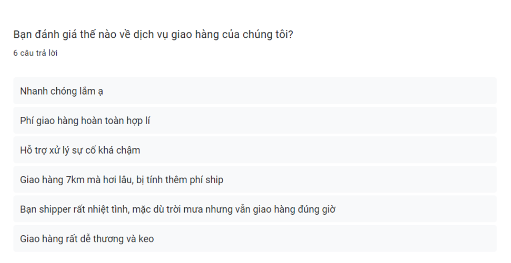 Bạn đánh giá thế nào về dịch vụ giao hàng của chúng tôi?
6 câu trả lời
Nhanh chóng lắm ạ
Phí giao hàng hoàn toàn hợp lí
Hỗ trợ xử lý sự cố khá chậm
Giao hàng 7km mà hơi lâu, bị tính thêm phí ship
Bạn shipper rất nhiệt tình, mặc dù trời mưa nhưng vẫn giao hàng đúng giờ
Giao hàng rất dễ thương và keo